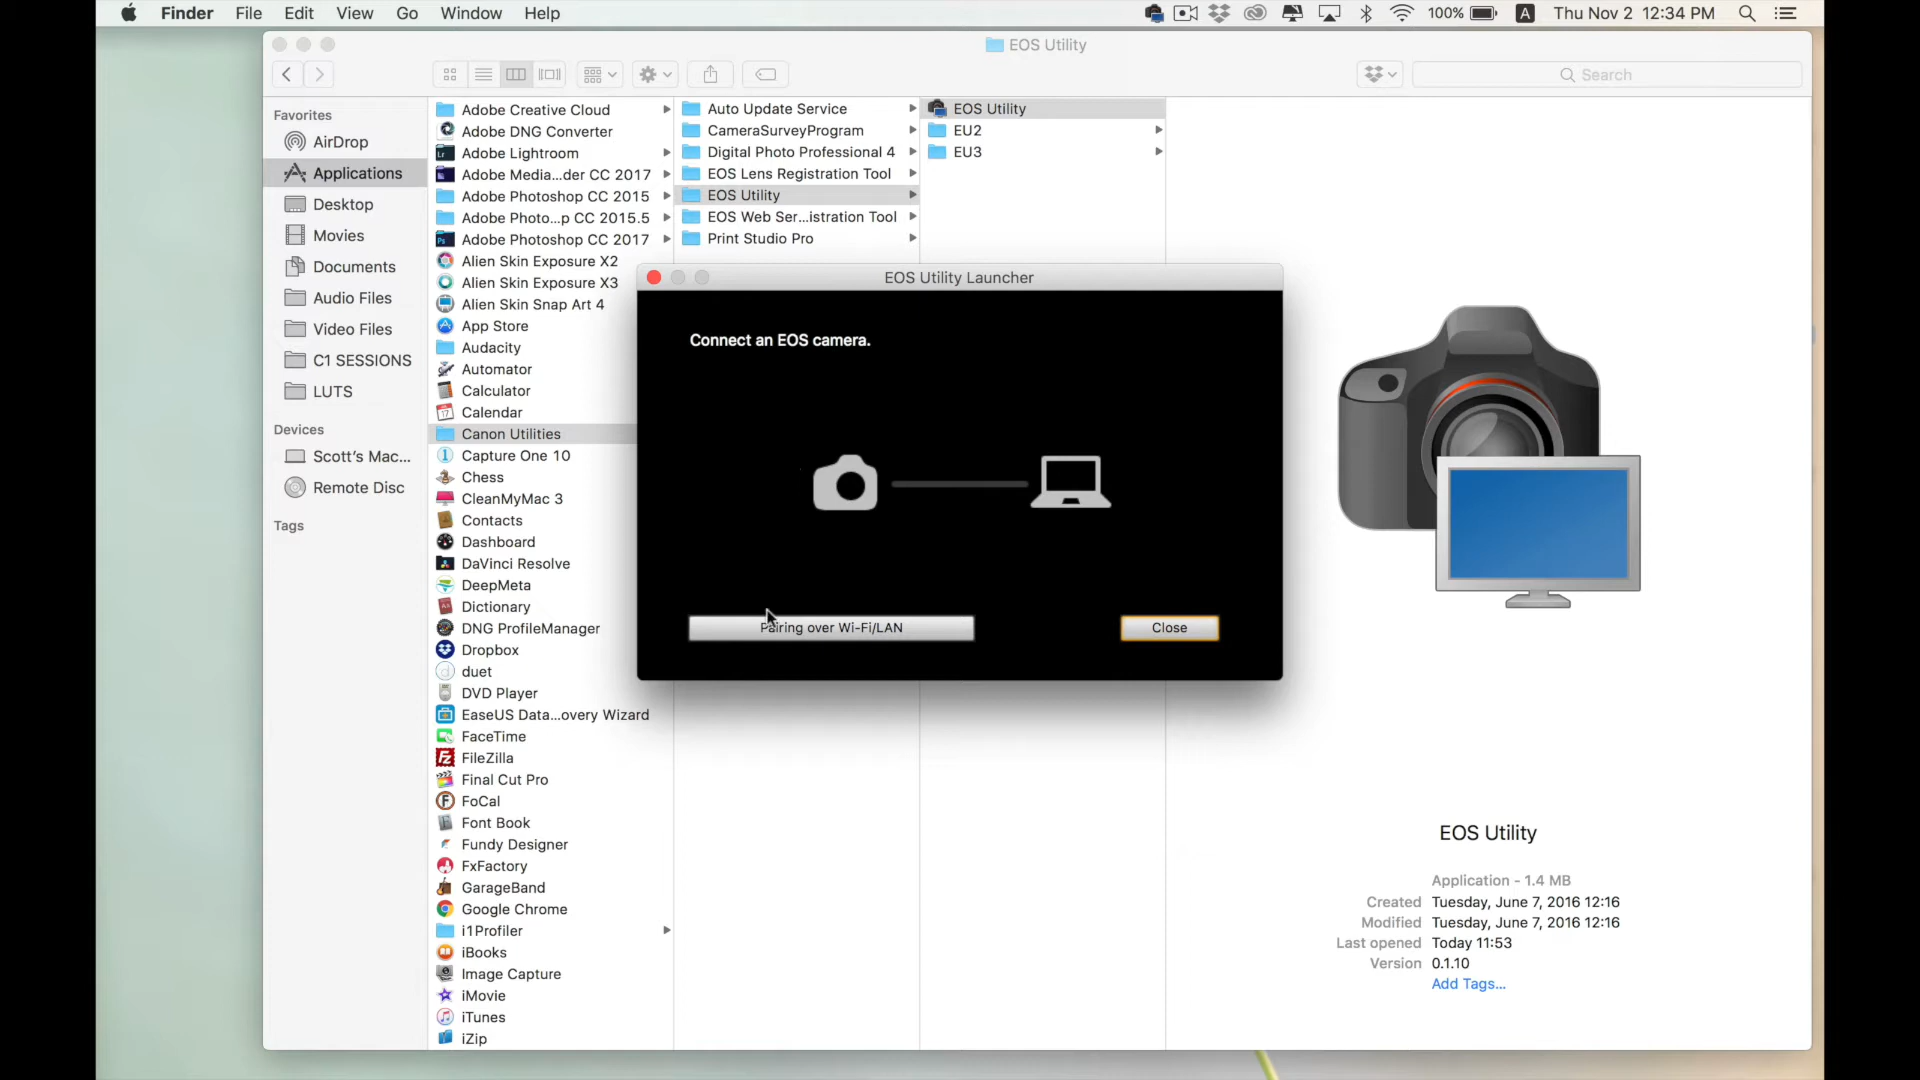 Finder File Edit View Go Window Help 100% A Thu Nov 2 12:34 PM
EOS Utility
Search
Favorites
AirDrop
Applications
Desktop
Movies
Documents
Audio Files
Video Files
C1 SESSIONS
LUTS
Devices
Scott's Mac...
Remote Disc
Tags
Adobe Creative Cloud
Adobe DNG Converter
Adobe Lightroom
Adobe Media...der CC 2017
Adobe Photoshop CC 2015
Adobe Photo...p CC 2015.5
Adobe Photoshop CC 2017
Alien Skin Exposure X2
Alien Skin Exposure X3
Alien Skin Snap Art 4
App Store
Audacity
Automator
Calculator
Calendar
Canon Utilities
Capture One 10
Chess
CleanMyMac 3
Contacts
Dashboard
DaVinci Resolve
DeepMeta
Dictionary
DNG ProfileManager
Dropbox
duet
DVD Player
EaseUS Data...overy Wizard
FaceTime
FileZilla
Final Cut Pro
FoCal
Font Book
Fundy Designer
FxFactory
GarageBand
Google Chrome
i1Profiler
iBooks
Image Capture
iMovie
iTunes
iZip
Auto Update Service
CameraSurveyProgram
Digital Photo Professional 4
EOS Lens Registration Tool
EOS Utility
EOS Web Ser...istration Tool
Print Studio Pro
EOS Utility
EU2
EU3
EOS Utility Launcher
Connect an EOS camera.
Pairing over Wi-Fi/LAN
Close
EOS Utility
Application - 1.4 MB
Created Tuesday, June 7, 2016 12:16
Modified Tuesday, June 7, 2016 12:16
Last opened Today 11:53
Version 0.1.10
Add Tags...